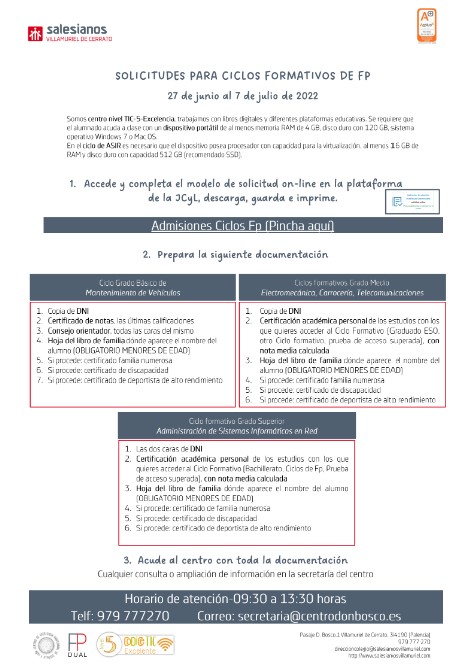 salesianos
VILLAMURIEL DE CERRATO
SOLICITUDES PARA CICLOS FORMATIVOS DE FP
27 de junio al 7 de julio de 2022
Somos centro nivel TIC-5-Excelencia, trabajamos con libros digitales y diferentes plataformas educativas. Se requiere que
el alumnado acuda a clase con un dispositivo portátil de al menos memoria RAM de 4 GB, disco duro con 120 GB, sistema
operativo Windows 7 o Mac OS.
En el ciclo de ASIR es necesario que el dispositivo posea procesador con capacidad para la virtualización, al menos 16 GB de
RAM y disco duro con capacidad 512 GB (recomendado SSD).
1. Accede y completa el modelo de solicitud on-line en la plataforma
de la JCyL, descarga, guarda e imprime.
Admisiones Ciclos Fp (Pincha aquí)
2. Prepara la siguiente documentación
Ciclo Grado Básico de
Mantenimiento de Vehículos
1. Copia de DNI
2. Certificado de notas, las últimas calificaciones
3. Consejo orientador, todas las caras del mismo
4. Hoja del libro de familia dónde aparece el nombre del
alumno (OBLIGATORIO MENORES DE EDAD)
5. Si procede: certificado familia numerosa
6. Si procede: certificado de discapacidad
7. Si procede: certificado de deportista de alto rendimiento
Ciclos formativos Grado Medio
Electromecánica, Carrocería, Telecomunicaciones
1. Copia de DNI
2. Certificación académica personal de los estudios con los
que quieres acceder al Ciclo Formativo (Graduado ESO,
otro Ciclo formativo, prueba de acceso superada), con
nota media calculada
3. Hoja del libro de familia dónde aparece el nombre del
alumno (OBLIGATORIO MENORES DE EDAD)
4. Si procede: certificado familia numerosa
5. Si procede: certificado de discapacidad
6. Si procede: certificado de deportista de alto rendimiento
Ciclo formativo Grado Superior
Administración de Sistemas Informáticos en Red
1. Las dos caras de DNI
2. Certificación académica personal de los estudios con los que
quieres acceder al Ciclo Formativo (Bachillerato, Ciclos de Fp, Prueba
de acceso superada), con nota media calculada
3. Hoja del libro de familia dónde aparece el nombre del alumno
(OBLIGATORIO MENORES DE EDAD)
4. Si procede: certificado de familia numerosa
5. Si procede: certificado de discapacidad
6. Si procede: certificado de deportista de alto rendimiento
3. Acude al centro con toda la documentación
Cualquier consulta o ampliación de información en la secretaría del centro
Horario de atención-09:30 a 13:30 horas
Telf: 979 777270 Correo: secretaria@centrodonbosco.es
FP
DUAL
5
Excelente
Pasaje D. Bosco,1 Villamuriel de Cerrato, 34190 (Palencia)
979 777 270
direccioncolegio@salesianosvillamuriel.com
http://www.salesianosvillamuriel.com